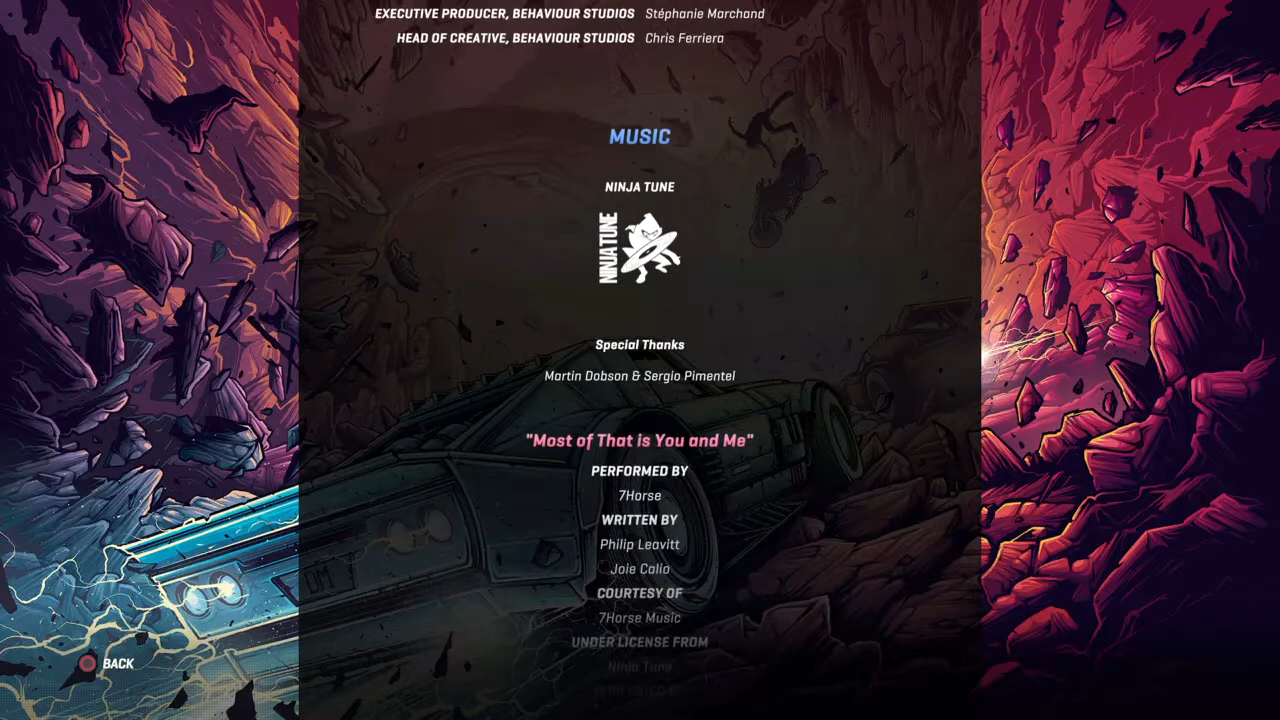 EXECUTIVE PRODUCER, BEHAVIOUR STUDIOS Stéphanie Marchand
HEAD OF CREATIVE, BEHAVIOUR STUDIOS Chris Ferriera
MUSIC
NINJA TUNE
NINJA TUNE
Special Thanks
Martin Dobson & Sergio Pimentel
"Most of That is You and Me"
PERFORMED BY
7Horse
WRITTEN BY
Philip Leavitt
Joie Calio
COURTESY OF
7Horse Music
UNDER LICENSE FROM
Ninja Tune
BACK